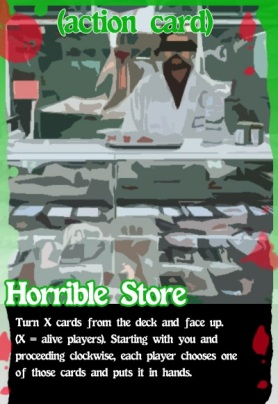 (action card)
Horrible Store
Turn X cards from the deck and face up.
(X = alive players). Starting with you and
proceeding clockwise, each player chooses one
of those cards and puts it in hands.